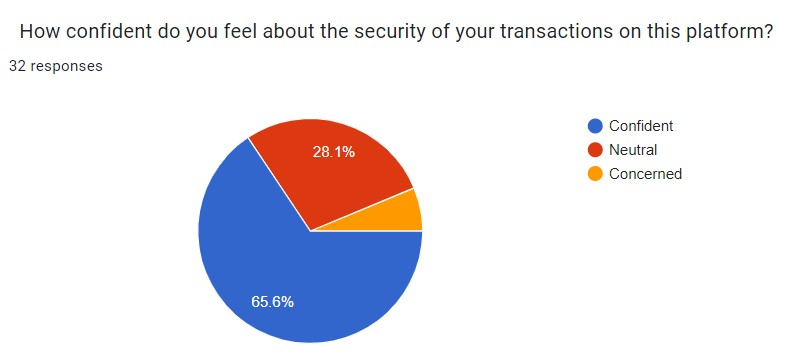 How confident do you feel about the security of your transactions on this platform?
32 responses
28.1%
65.6%
Confident
Neutral
Concerned